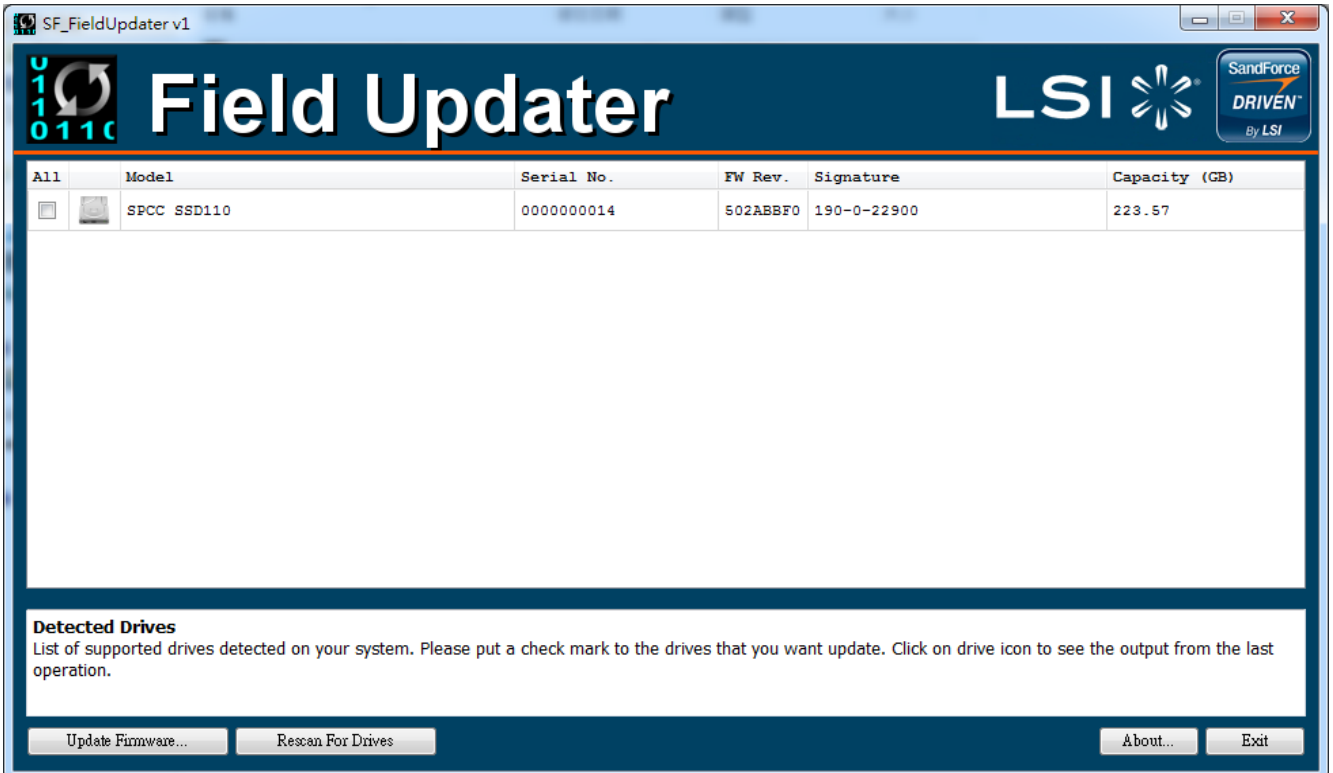 SF_FieldUpdater v1
Field Updater
LSI
SandForce
DRIVEN™
By LSI
All Model Serial No. FW Rev. Signature Capacity (GB)
SPCC SSD110 0000000014 502ABBF0 190-0-22900 223.57
Detected Drives
List of supported drives detected on your system. Please put a check mark to the drives that you want update. Click on drive icon to see the output from the last
operation.
Update Firmware... Rescan For Drives About... Exit